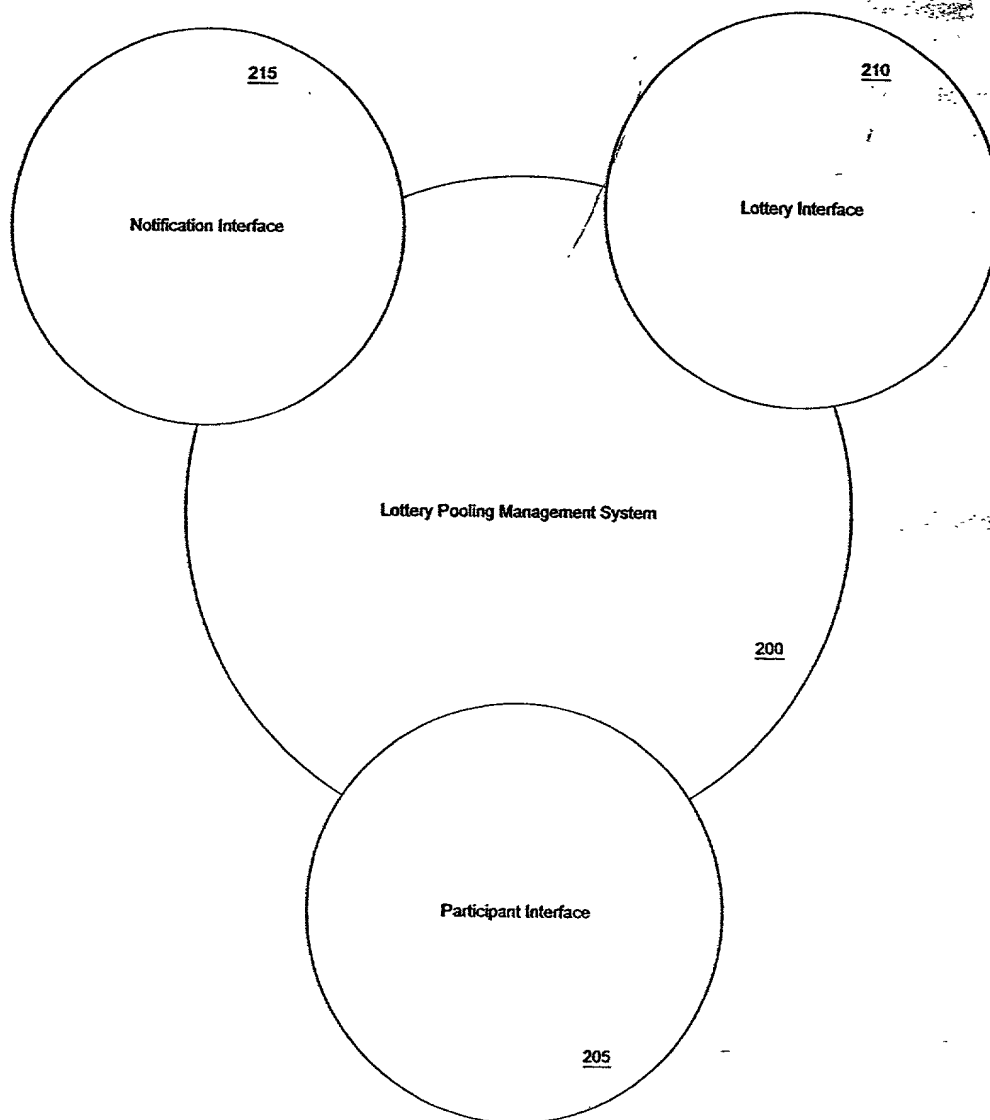 215
210
Notification Interface
Lottery Interface
Lottery Pooling Management System
200
Participant Interface
205